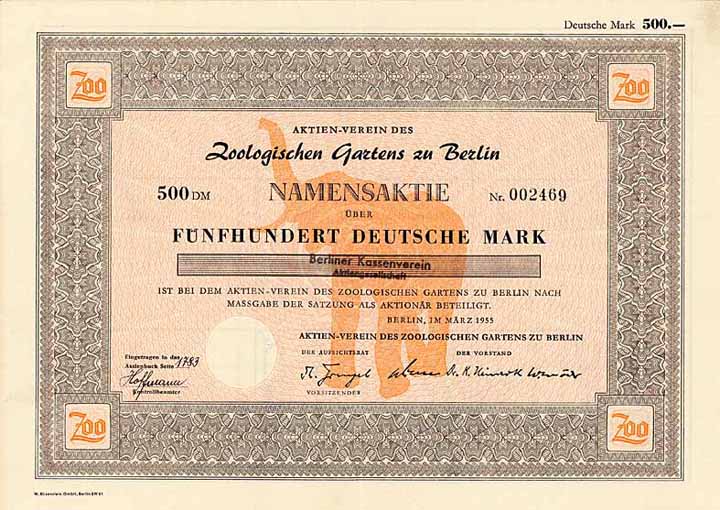 Deutsche Mark 500.—
Zoo Zoo
AKTIEN-VEREIN DES
Zoologischen Gartens zu Berlin
500 DM NAMENSAKTIE Nr. 002469
ÜBER
FÜNFHUNDERT DEUTSCHE MARK
Berliner Kassenverein
Aktiengesellschaft
IST BEI DEM AKTIEN-VEREIN DES ZOOLOGISCHEN GARTENS ZU BERLIN NACH
MASSGABE DER SATZUNG ALS AKTIONÄR BETEILIGT.
BERLIN, IM MÄRZ 1955
AKTIEN-VEREIN DES ZOOLOGISCHEN GARTENS ZU BERLIN
DER AUFSICHTSRAT DER VORSTAND
Eingetragen in das
Aktienbuch Seite 1783
Hoffmann
Kontrollbeamter
VORSITZENDER
Zoo Zoo